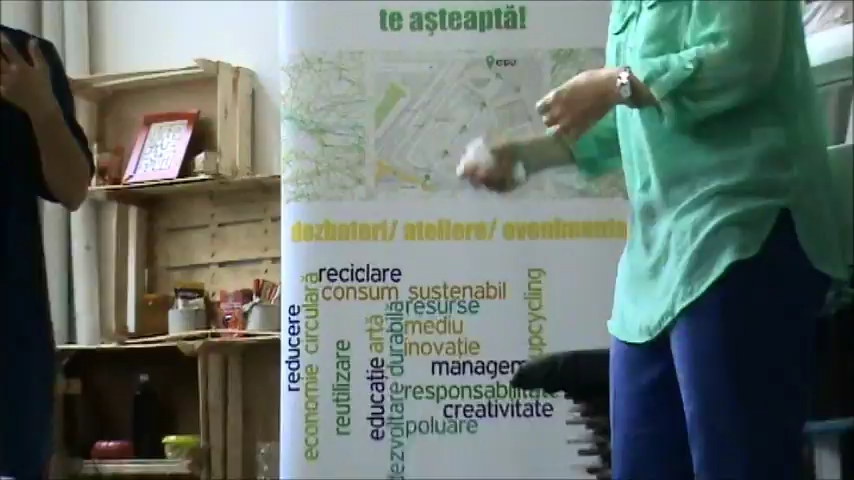 te așteaptă!
CDU
dezbateri/ ateliere/ evenimente
reciclare
consum sustenabil
resurse
mediu
inovație
responsabilitate
creativitate
poluare
reducere
economie circulară
reutilizare
educație
artă
dezvoltare durabilă
upcycling